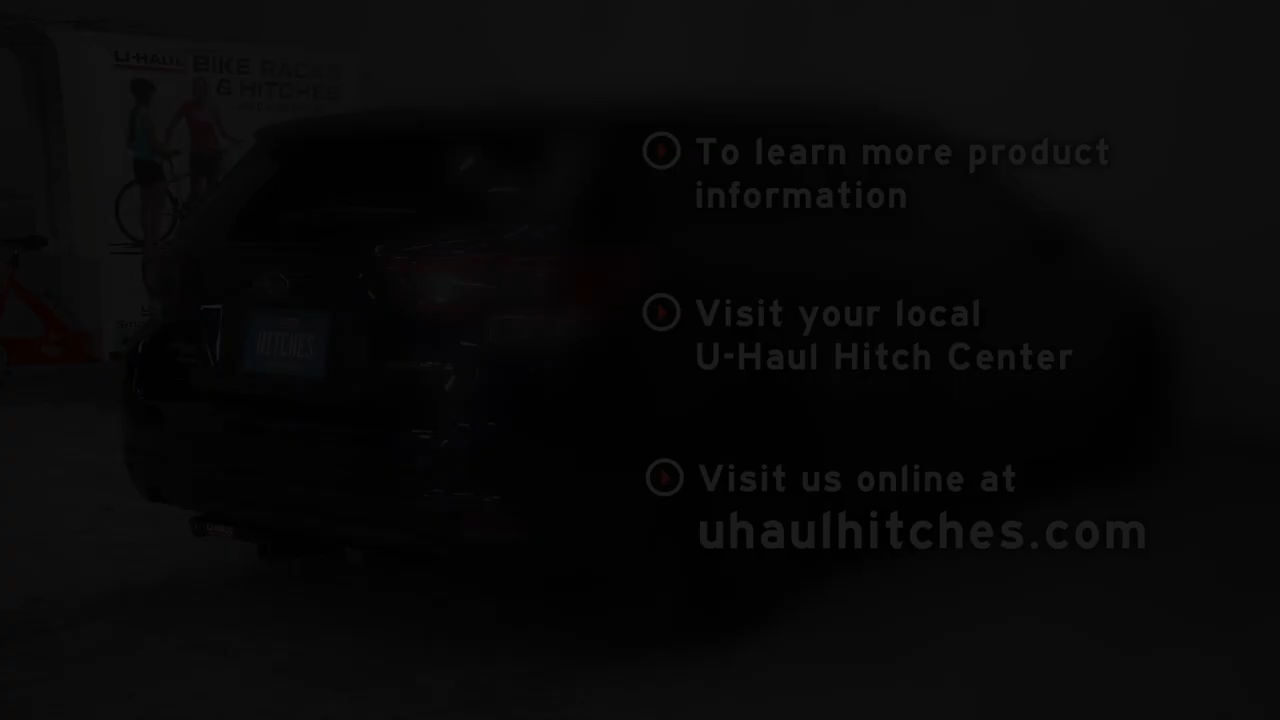 U-HAUL BIKE RACKS
& HITCHES
To learn more product
information
Visit your local
U-Haul Hitch Center
HITCHES
Visit us online at
uhaulhitches.com